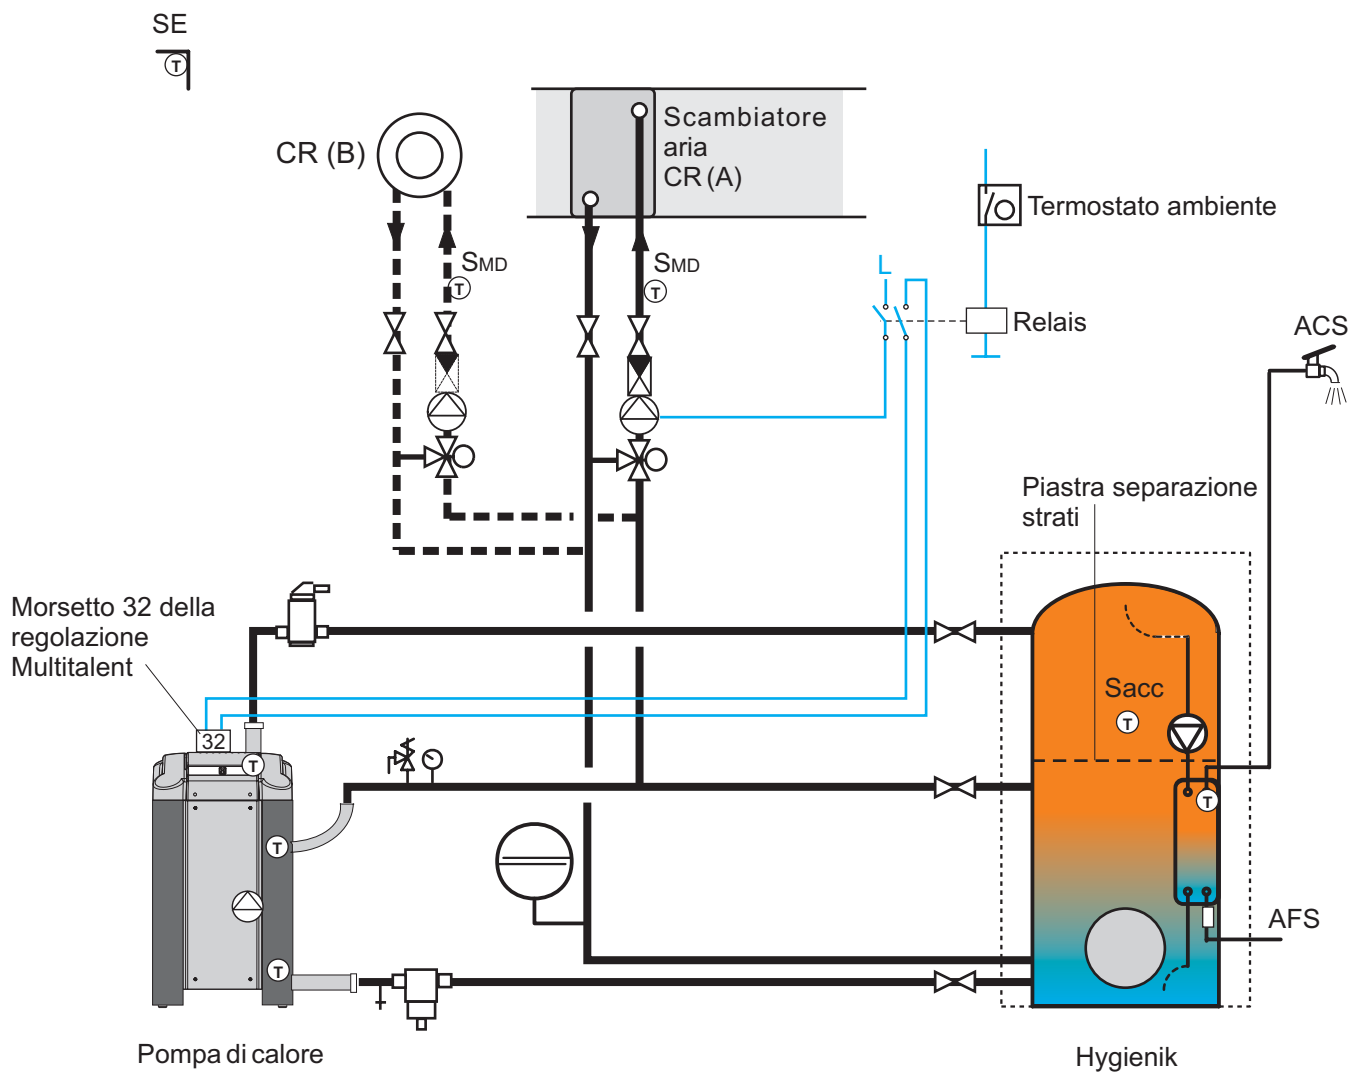 SE
T
Scambiatore
aria
CR (A)
CR (B)
Termostato ambiente
SMD
T
SMD
T
L
Relais
ACS
Piastra separazione
strati
Morsetto 32 della
regolazione
Multitalent
Sacc
T
32
T
T
T
T
AFS
Pompa di calore
Hygienik